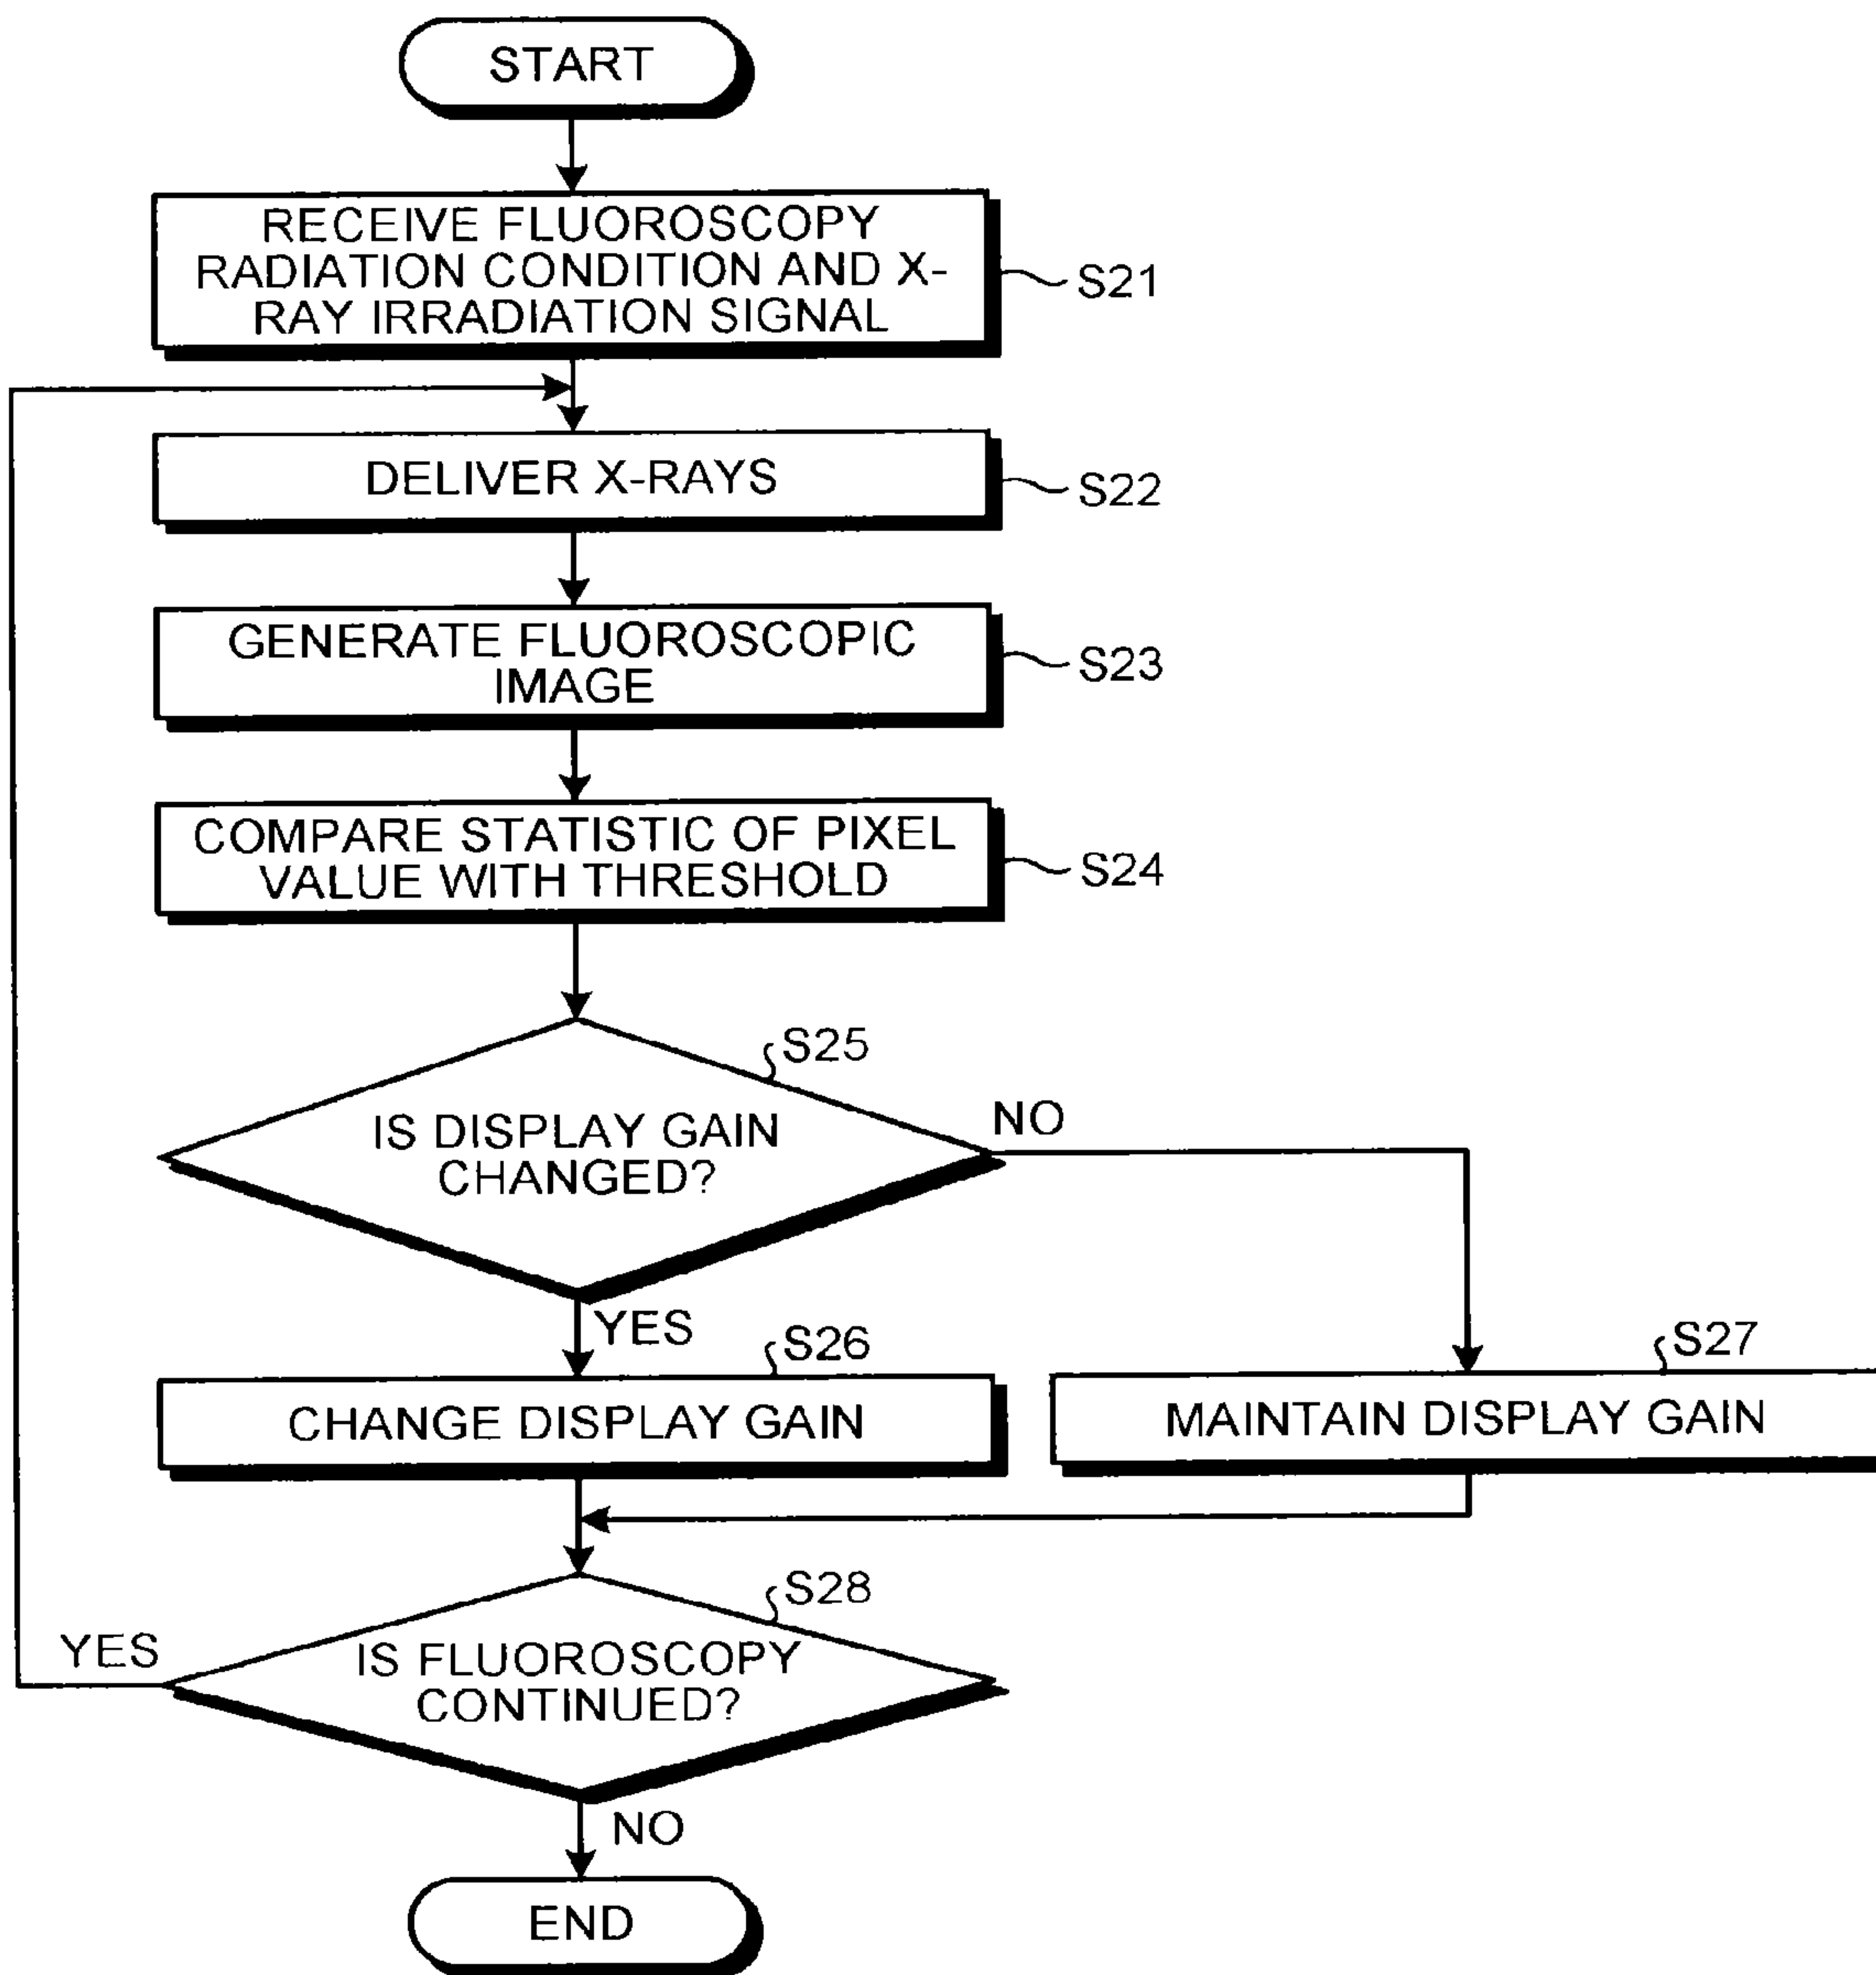 START
RECEIVE FLUOROSCOPY
RADIATION CONDITION AND X-
RAY IRRADIATION SIGNAL
S21
DELIVER X-RAYS
S22
GENERATE FLUOROSCOPIC
IMAGE
S23
COMPARE STATISTIC OF PIXEL
VALUE WITH THRESHOLD
S24
S25
IS DISPLAY GAIN
CHANGED?
NO
YES
S26
CHANGE DISPLAY GAIN
S27
MAINTAIN DISPLAY GAIN
S28
IS FLUOROSCOPY
CONTINUED?
YES
NO
END